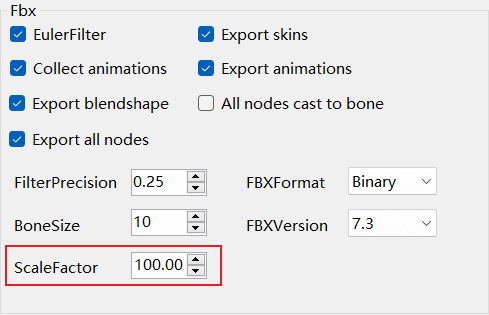 Fbx
EulerFilter
Export skins
Collect animations
Export animations
Export blendshape
All nodes cast to bone
Export all nodes
FilterPrecision 0.25
FBXFormat Binary
BoneSize 10
FBXVersion 7.3
ScaleFactor 100.00